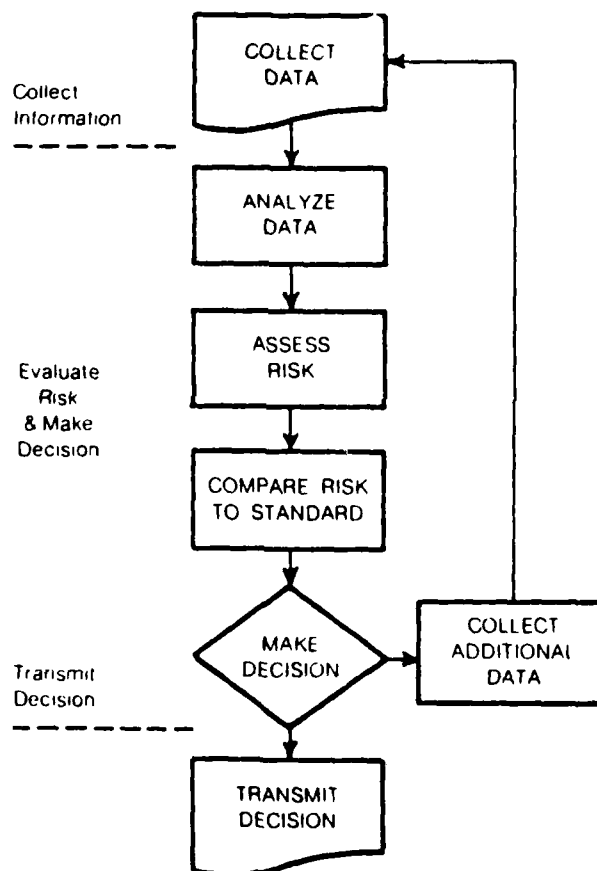 COLLECT
DATA
Collect
Information
ANALYZE
DATA
ASSESS
RISK
Evaluate
Risk
& Make
Decision
COMPARE RISK
TO STANDARD
MAKE
DECISION
COLLECT
ADDITIONAL
DATA
Transmit
Decision
TRANSMIT
DECISION